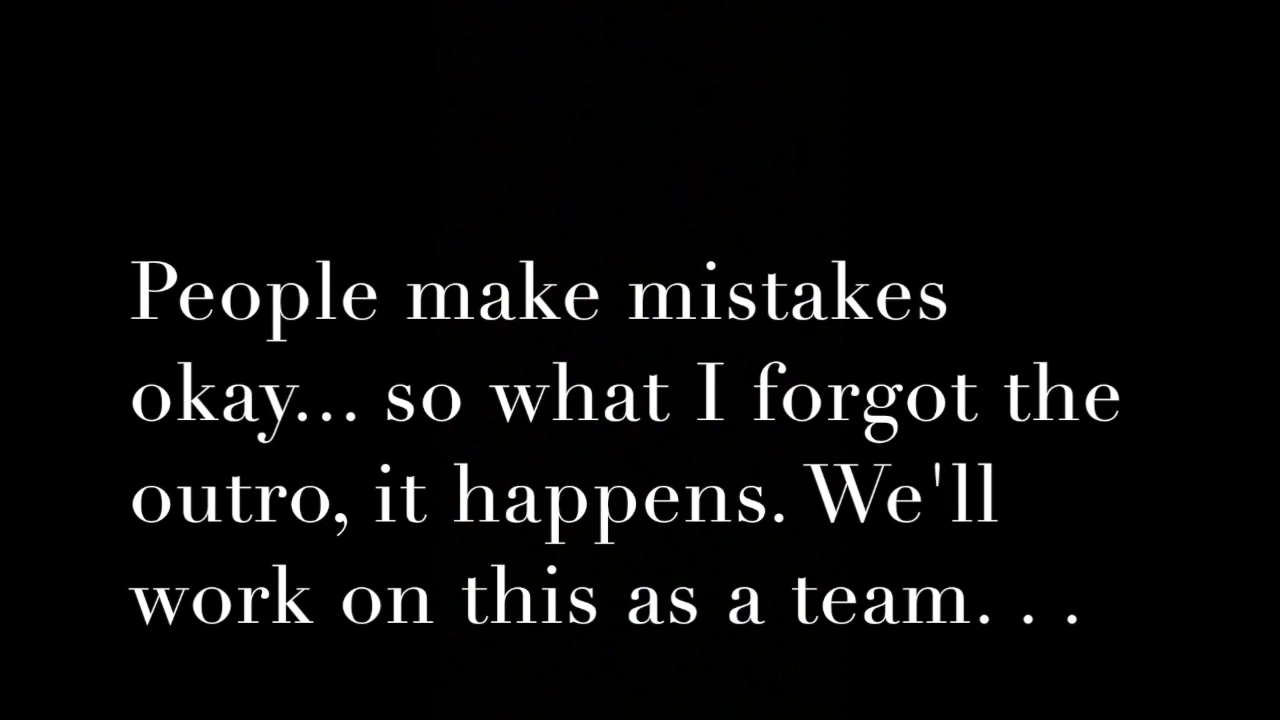 People make mistakes
okay... so what I forgot the
outro, it happens. We'll
work on this as a team. . .